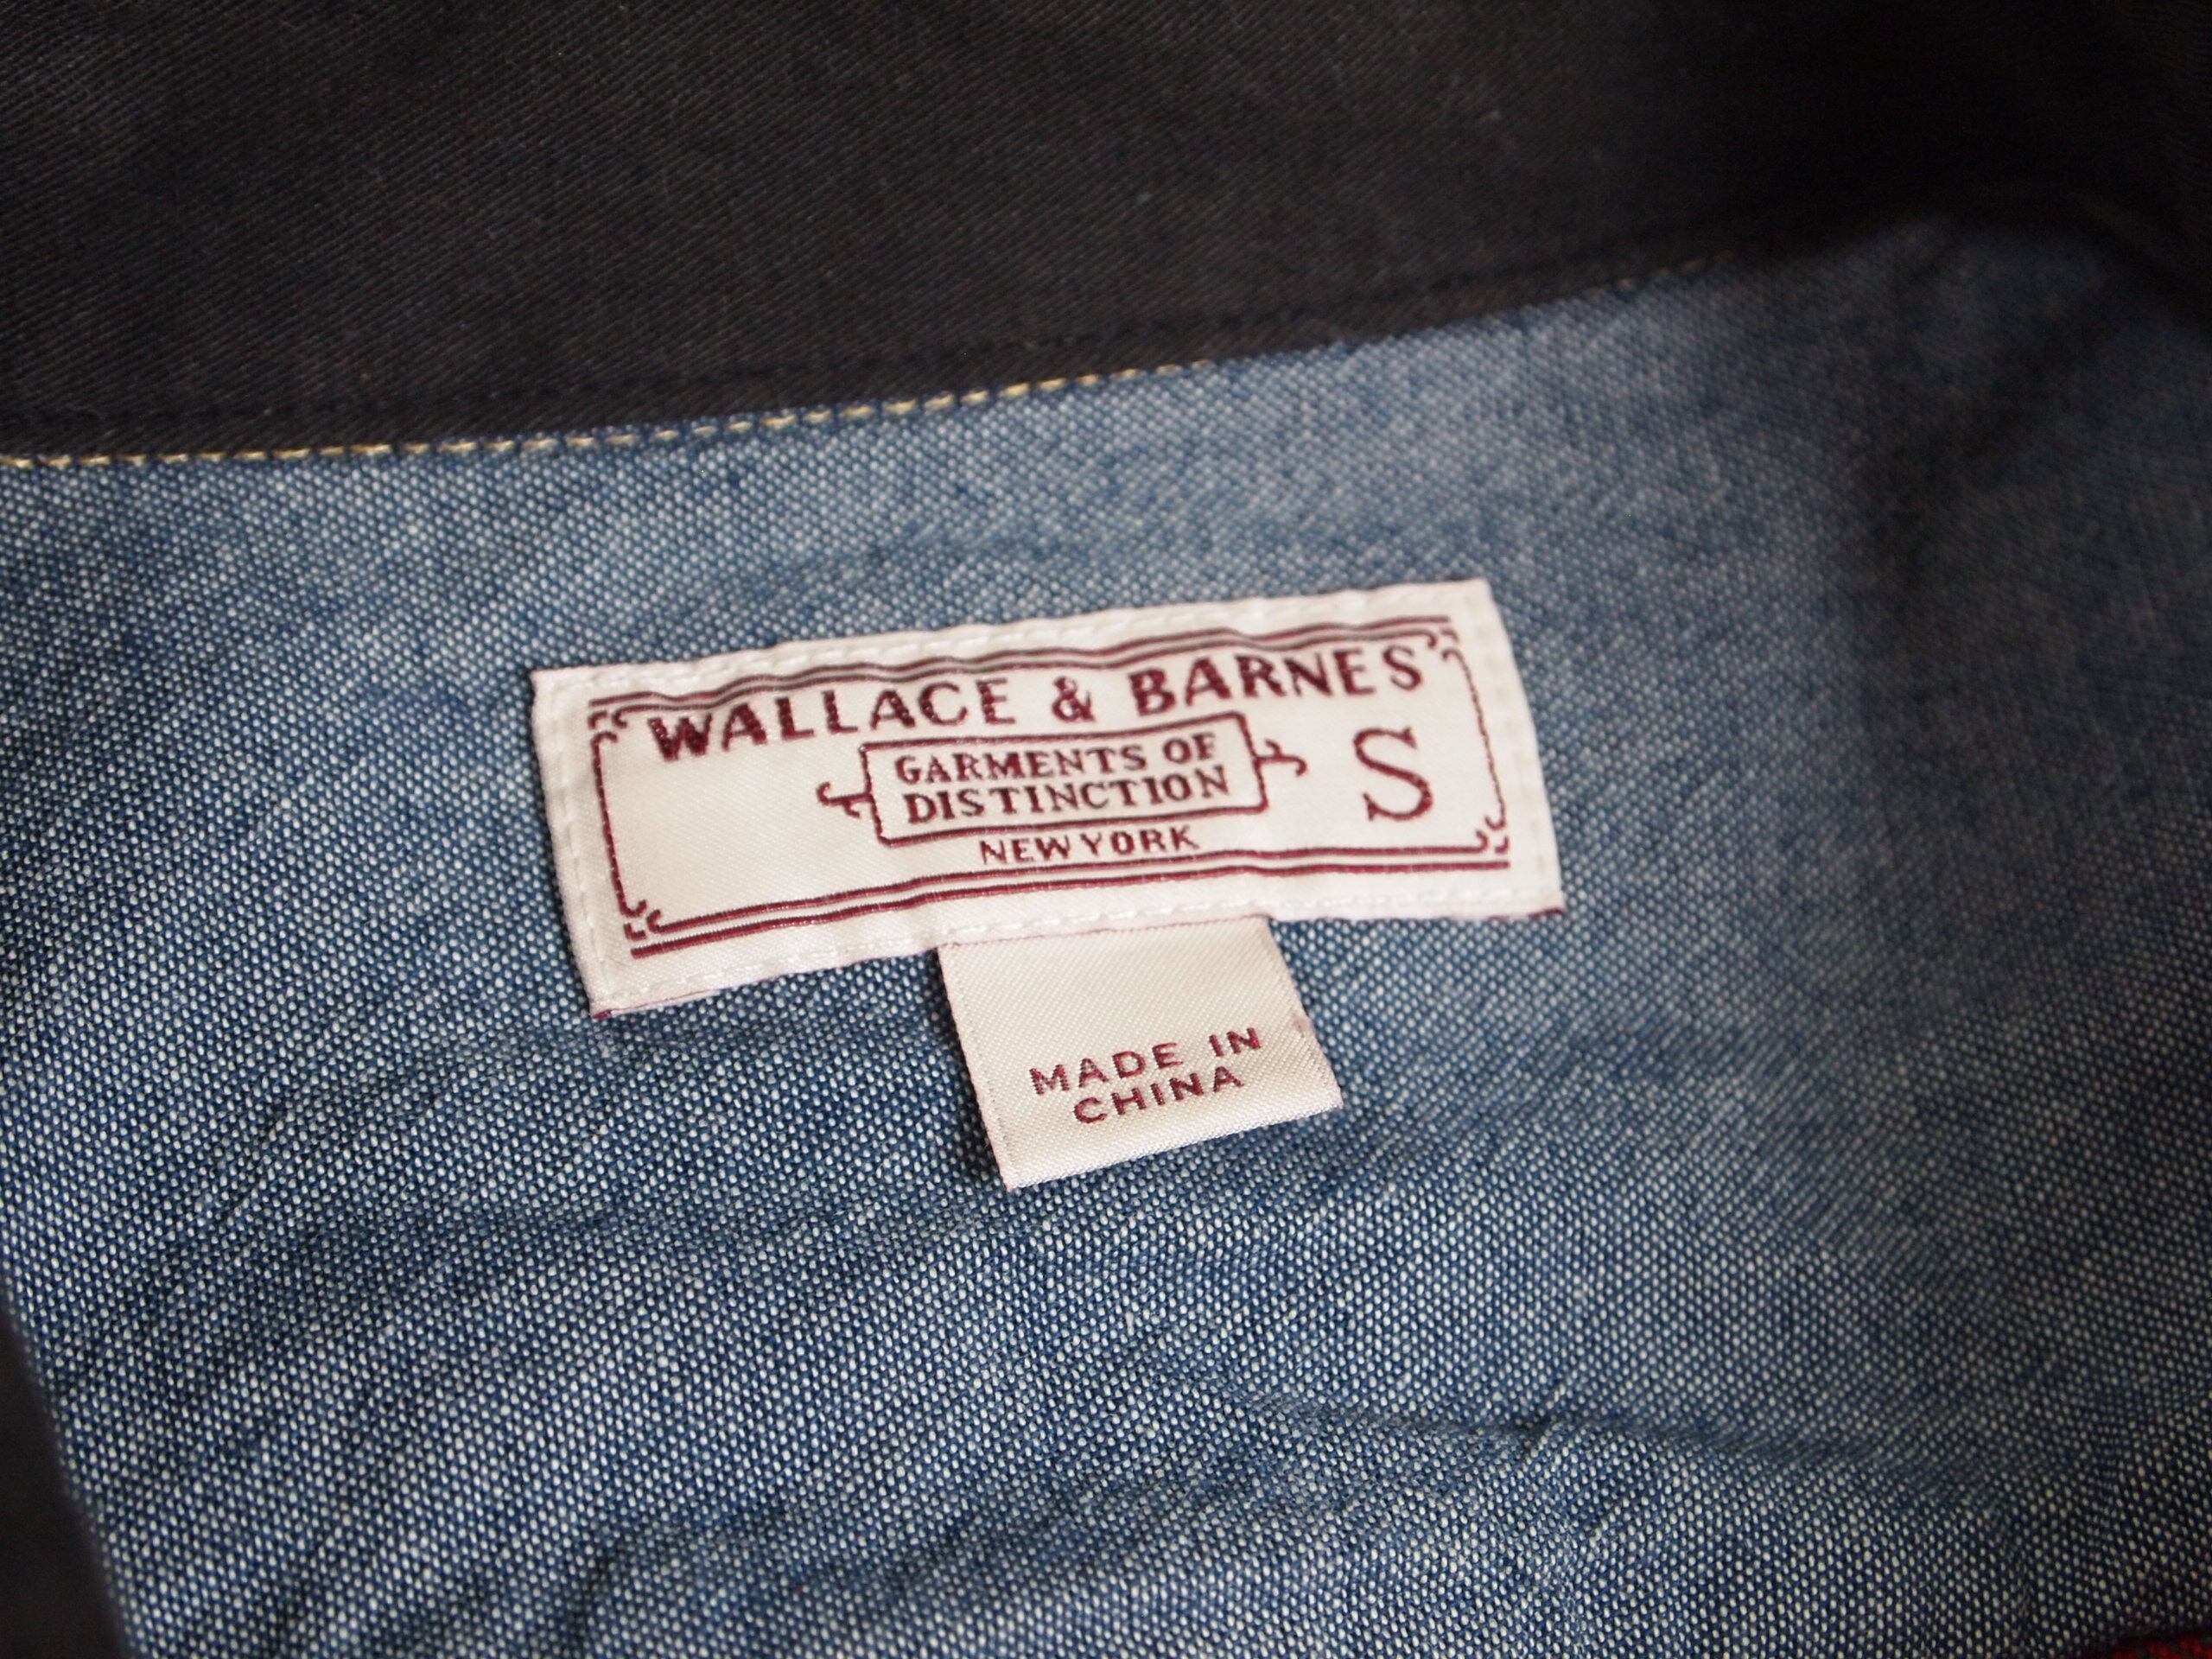 WALLACE & BARNES
GARMENTS OF
DISTINCTION
NEW YORK
S
MADE IN
CHINA